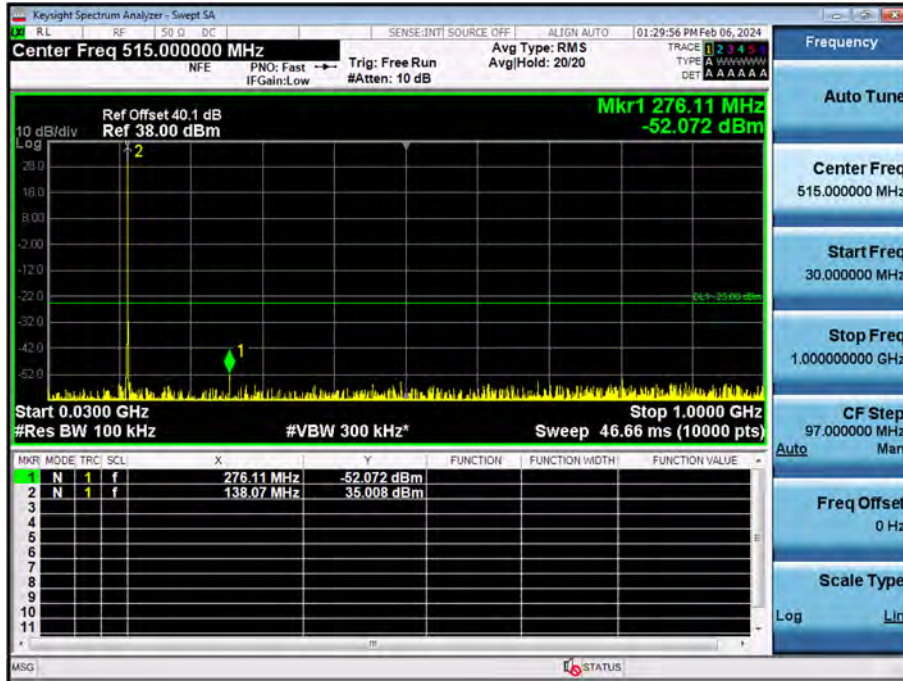 Keysight Spectrum Analyzer - Swept SA
RL RF 50 Ω DC SENSE:INT SOURCE OFF ALIGN AUTO 01:29:56 PM Feb 06, 2024
Center Freq 515.000000 MHz
NFE PNO: Fast Trig: Free Run Avg Type: RMS TRACE 1 2 3 4 5 6
IFGain:Low #Atten: 10 dB Avg|Hold: 20/20 TYPE A WWWWW
DET A A A A A A
Frequency
Auto Tune
Center Freq
515.000000 MHz
Start Freq
30.000000 MHz
Stop Freq
1.000000000 GHz
CF Step
97.000000 MHz
Auto Man
Freq Offset
0 Hz
Scale Type
Log Lin
Mkr1 276.11 MHz
-52.072 dBm
Ref Offset 40.1 dB
10 dB/div Ref 38.00 dBm
Log
2
28.0
18.0
8.00
-2.00
-12.0
-22.0
DL1 -25.00 dBm
-32.0
-42.0
1
-52.0
Start 0.0300 GHz Stop 1.0000 GHz
#Res BW 100 kHz #VBW 300 kHz* Sweep 46.66 ms (10000 pts)
MKR MODE TRC SCL X Y FUNCTION FUNCTION WIDTH FUNCTION VALUE
1 N 1 f 276.11 MHz -52.072 dBm
2 N 1 f 138.07 MHz 35.008 dBm
3
4
5
6
7
8
9
10
11
MSG STATUS